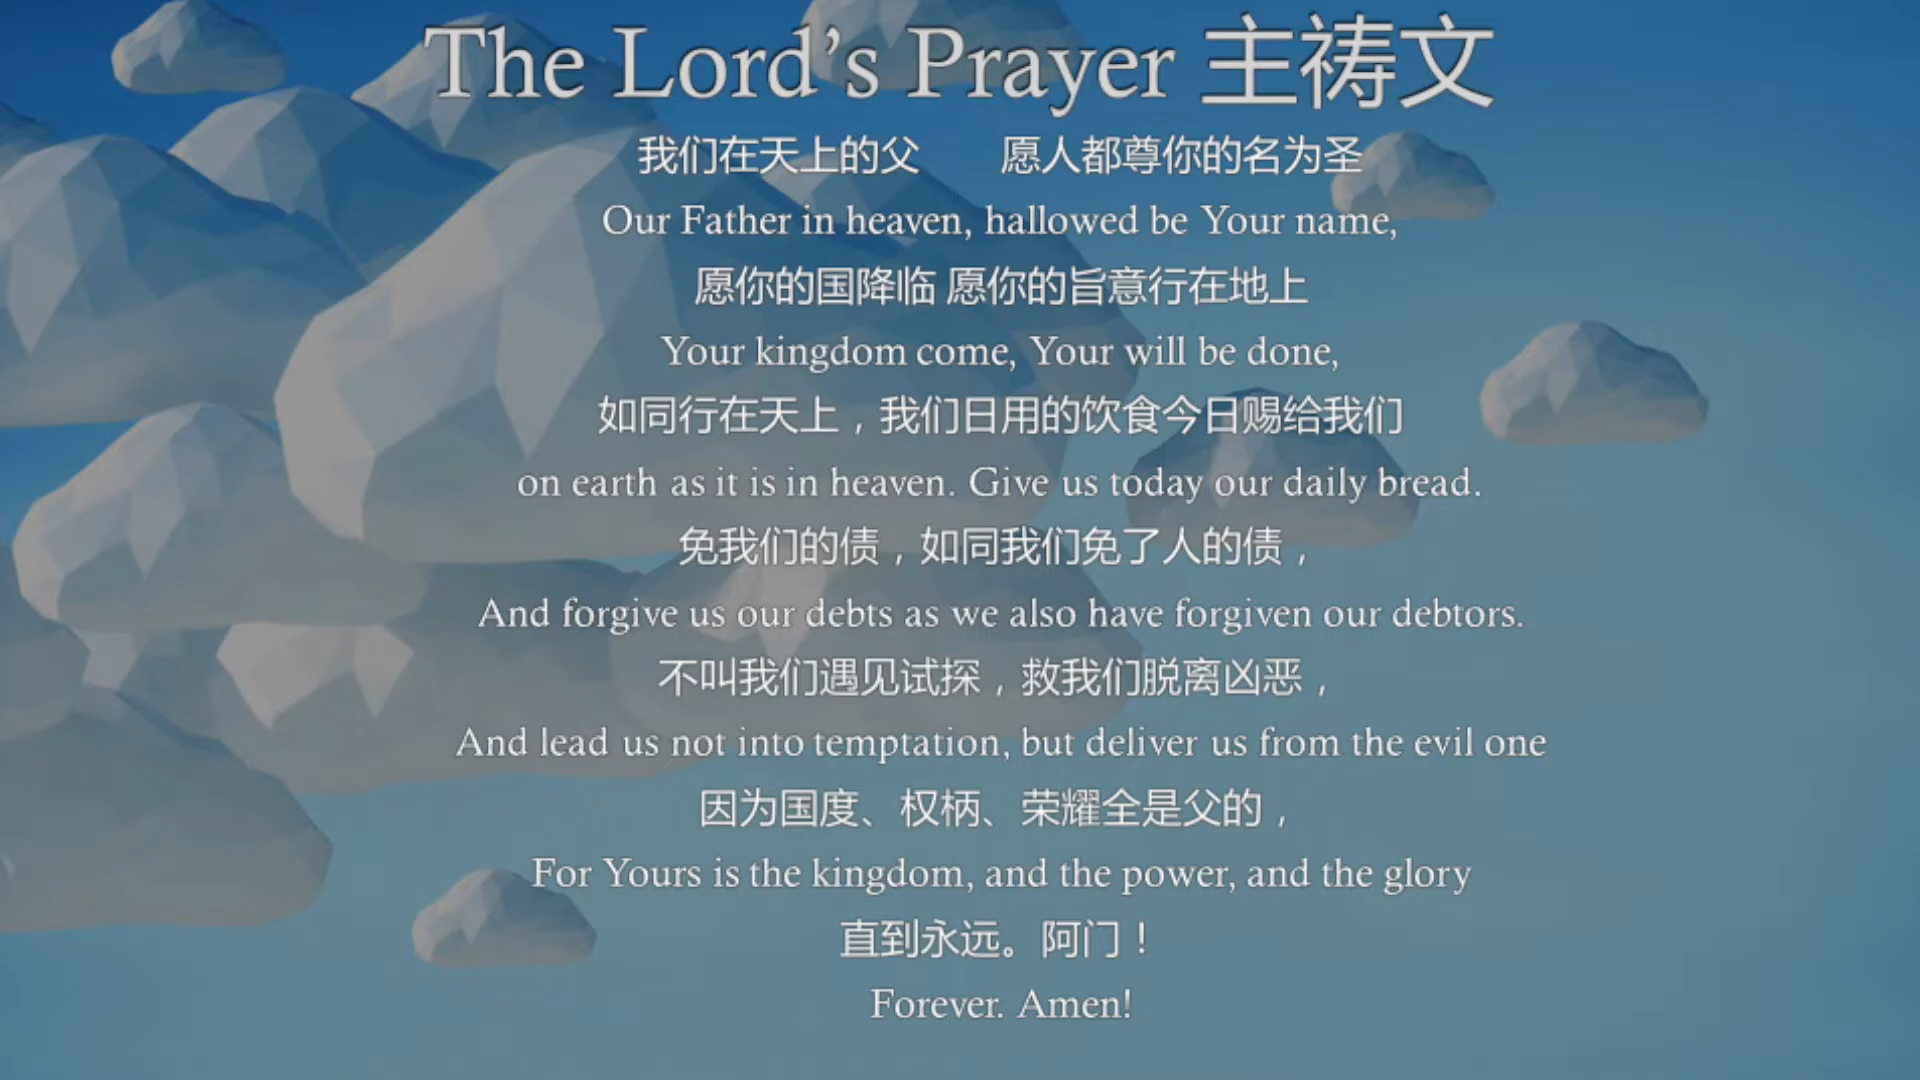 The Lord’s Prayer 主祷文
我们在天上的父　　愿人都尊你的名为圣
Our Father in heaven, hallowed be Your name,
愿你的国降临 愿你的旨意行在地上
Your kingdom come, Your will be done,
如同行在天上，我们日用的饮食今日赐给我们
on earth as it is in heaven. Give us today our daily bread.
免我们的债，如同我们免了人的债，
And forgive us our debts as we also have forgiven our debtors.
不叫我们遇见试探，救我们脱离凶恶，
And lead us not into temptation, but deliver us from the evil one
因为国度、权柄、荣耀全是父的，
For Yours is the kingdom, and the power, and the glory
直到永远。阿门！
Forever. Amen!